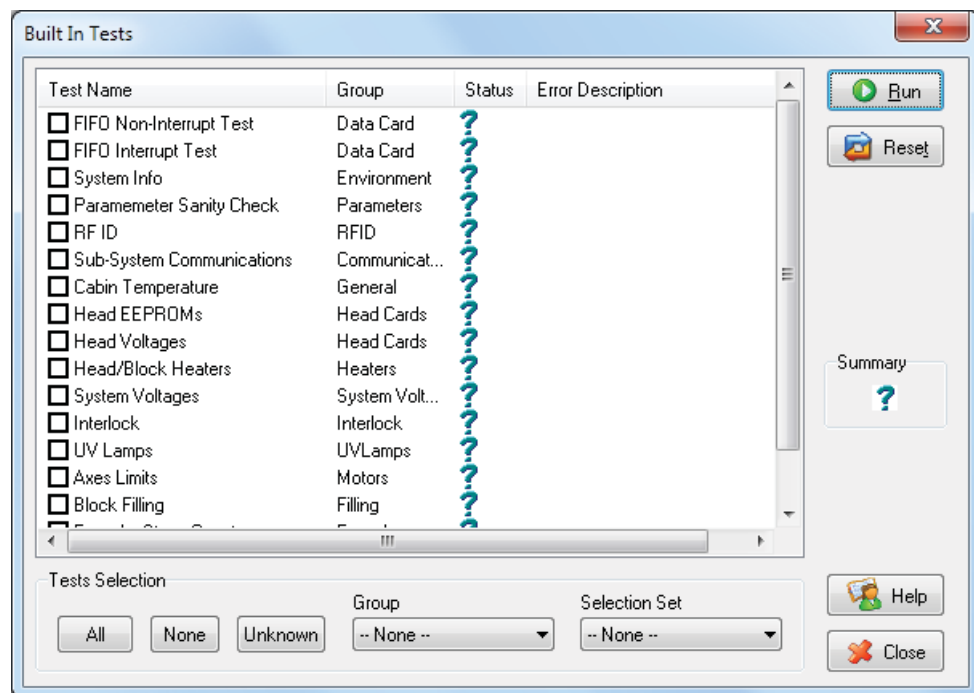 Built In Tests
Test Name Group Status Error Description
FIFO Non-Interrupt Test Data Card ?
FIFO Interrupt Test Data Card ?
System Info Environment ?
Paramemeter Sanity Check Parameters ?
RF ID RFID ?
Sub-System Communications Communicat... ?
Cabin Temperature General ?
Head EEPROMs Head Cards ?
Head Voltages Head Cards ?
Head/Block Heaters Heaters ?
System Voltages System Volt... ?
Interlock Interlock ?
UV Lamps UVLamps ?
Axes Limits Motors ?
Block Filling Filling ?
Run
Reset
Summary
?
Tests Selection
All None Unknown
Group
-- None --
Selection Set
-- None --
Help
Close